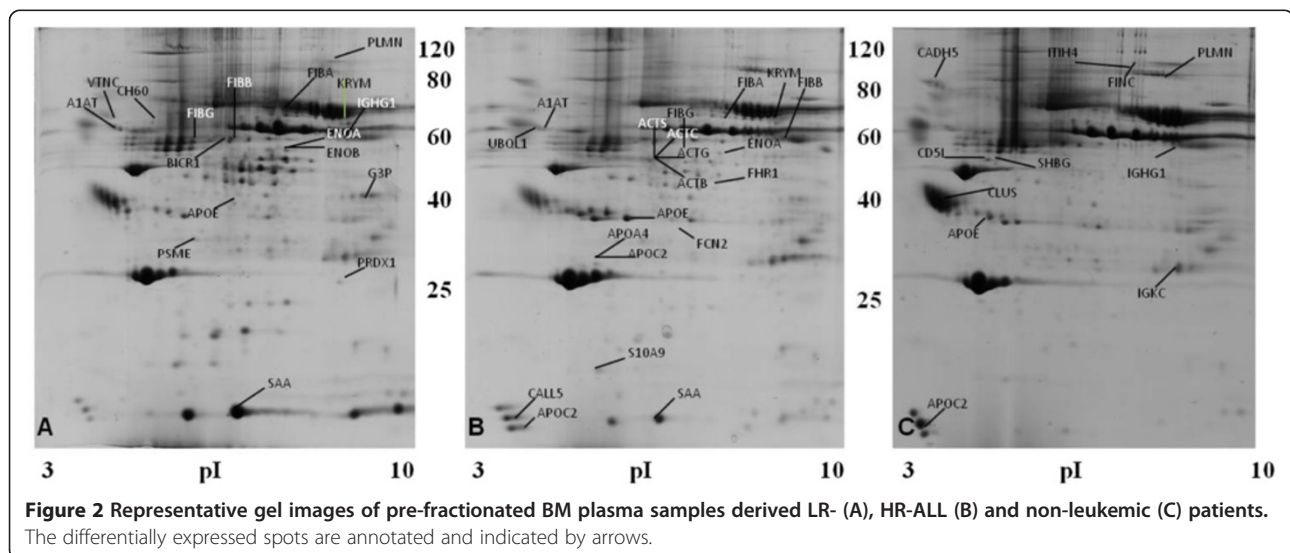 PLMN
FIBA
KRYM
VTNC
CH60
FIBB
A1AT
FIBG
IGHG1
ENOA
BICR1
ENOB
G3P
APOE
PSME
PRDX1
SAA
A
3 pI 10
120
80
60
40
25
KRYM
FIBA
FIBB
A1AT
FIBG
ACTS
ACTC
UBQL1
ENOA
ACTG
ACTB
FHR1
APOE
APOA4
FCN2
APOC2
S10A9
CALL5
SAA
APOC2
B
3 pI 10
120
80
60
40
25
CADH5
ITIH4
PLMN
FINC
CD5L
SHBG
IGHG1
CLUS
APOE
IGKC
APOC2
C
3 pI 10
Figure 2 Representative gel images of pre-fractionated BM plasma samples derived LR- (A), HR-ALL (B) and non-leukemic (C) patients.
The differentially expressed spots are annotated and indicated by arrows.